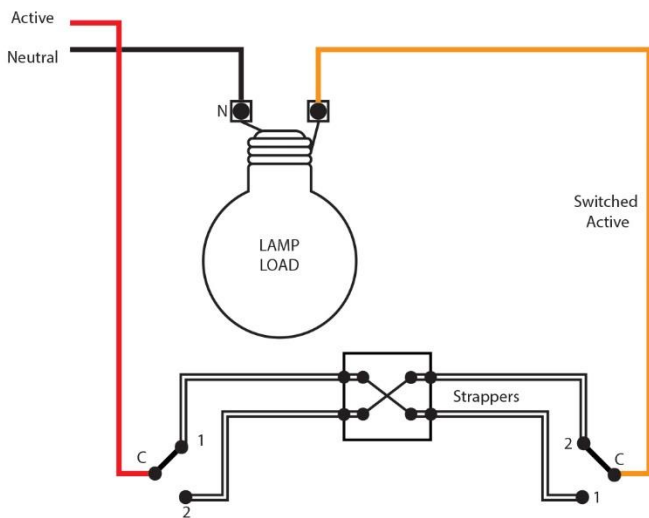 Active
Neutral
N
LAMP
LOAD
Switched
Active
Strappers
1
C
2
2
C
1